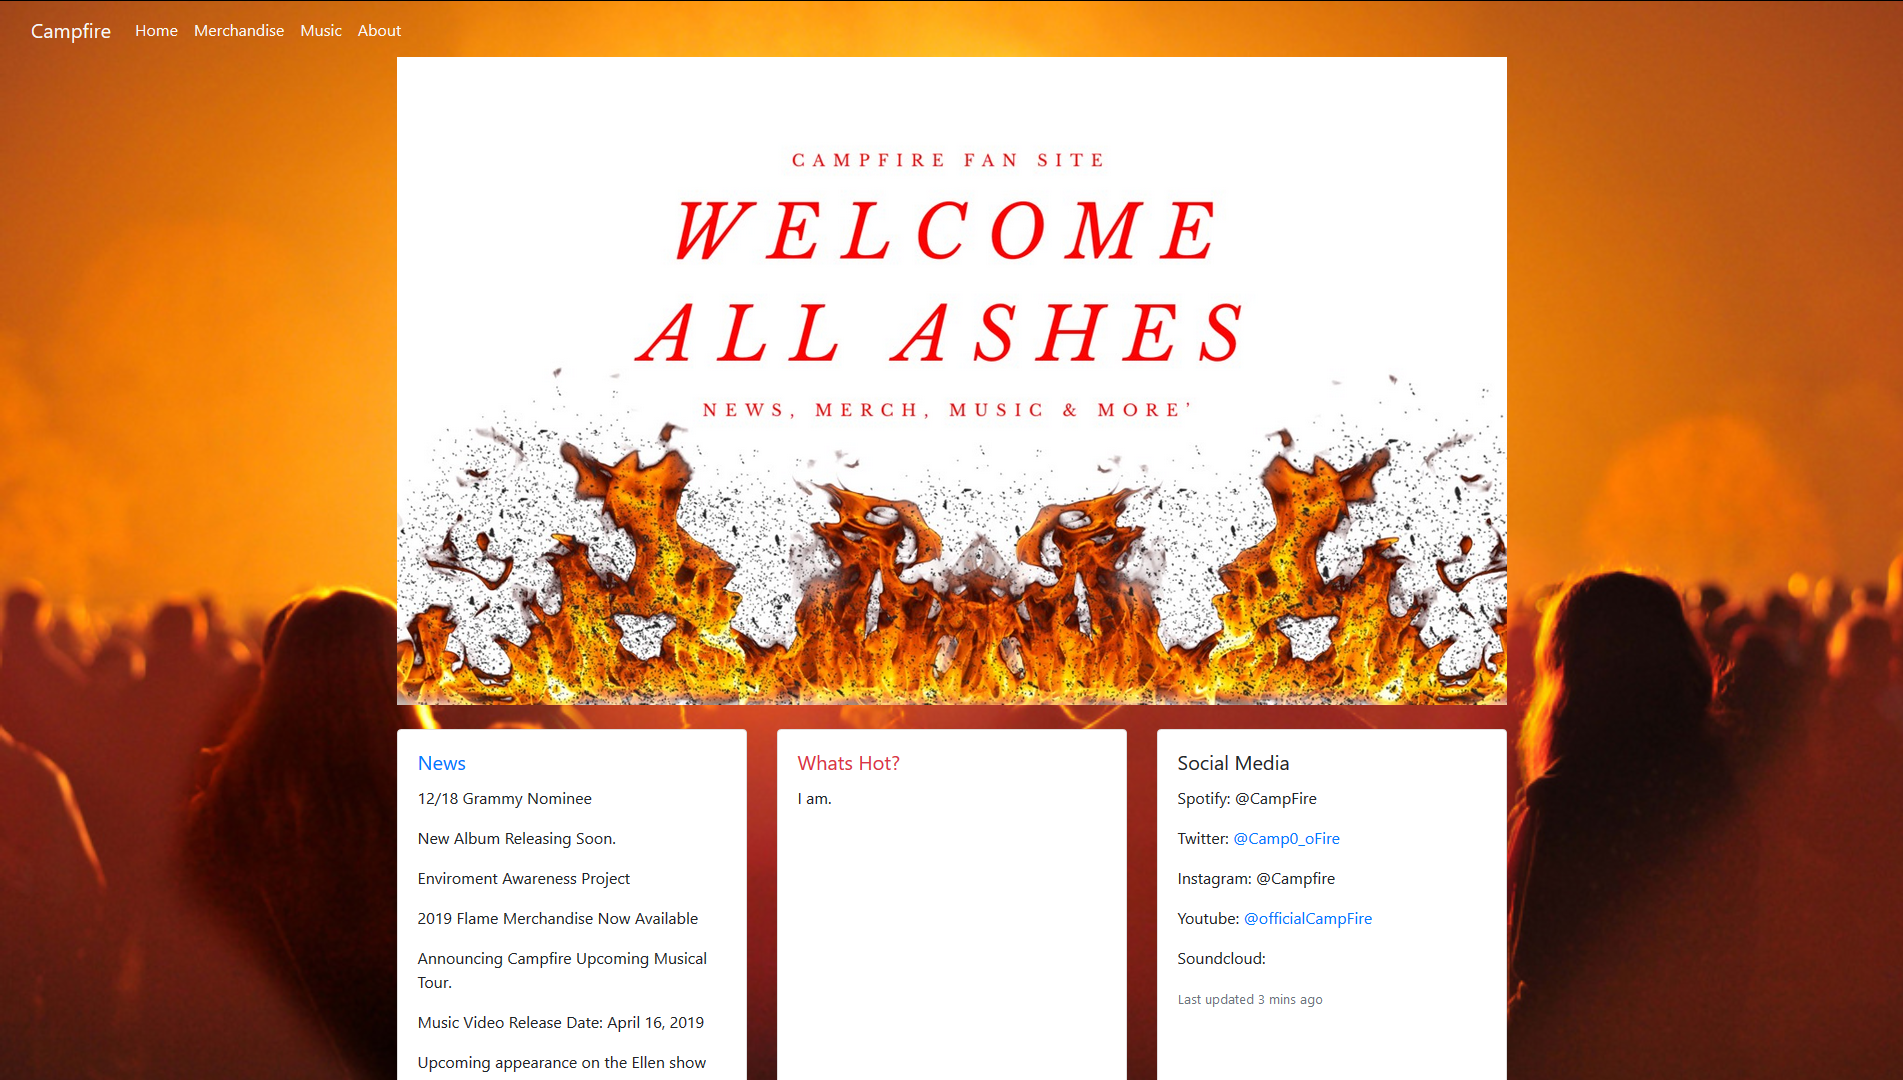 Campfire Home Merchandise Music About
CAMPFIRE FAN SITE
WELCOME
ALL ASHES
NEWS, MERCH, MUSIC & MORE'
News
12/18 Grammy Nominee
New Album Releasing Soon.
Enviroment Awareness Project
2019 Flame Merchandise Now Available
Announcing Campfire Upcoming Musical
Tour.
Music Video Release Date: April 16, 2019
Upcoming appearance on the Ellen show
Whats Hot?
I am.
Social Media
Spotify: @CampFire
Twitter: @Camp0_oFire
Instagram: @Campfire
Youtube: @officialCampFire
Soundcloud:
Last updated 3 mins ago